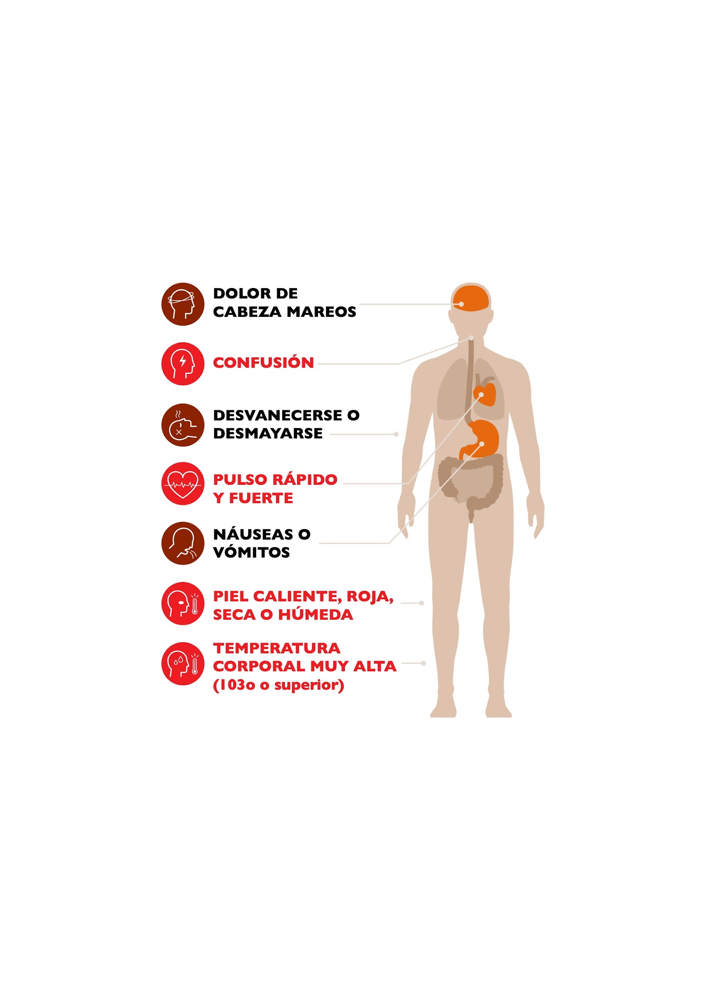 DOLOR DE
CABEZA MAREOS
CONFUSIÓN
DESVANECERSE O
DESMAYARSE
PULSO RÁPIDO
Y FUERTE
NÁUSEAS O
VÓMITOS
PIEL CALIENTE, ROJA,
SECA O HÚMEDA
TEMPERATURA
CORPORAL MUY ALTA
(103o o superior)